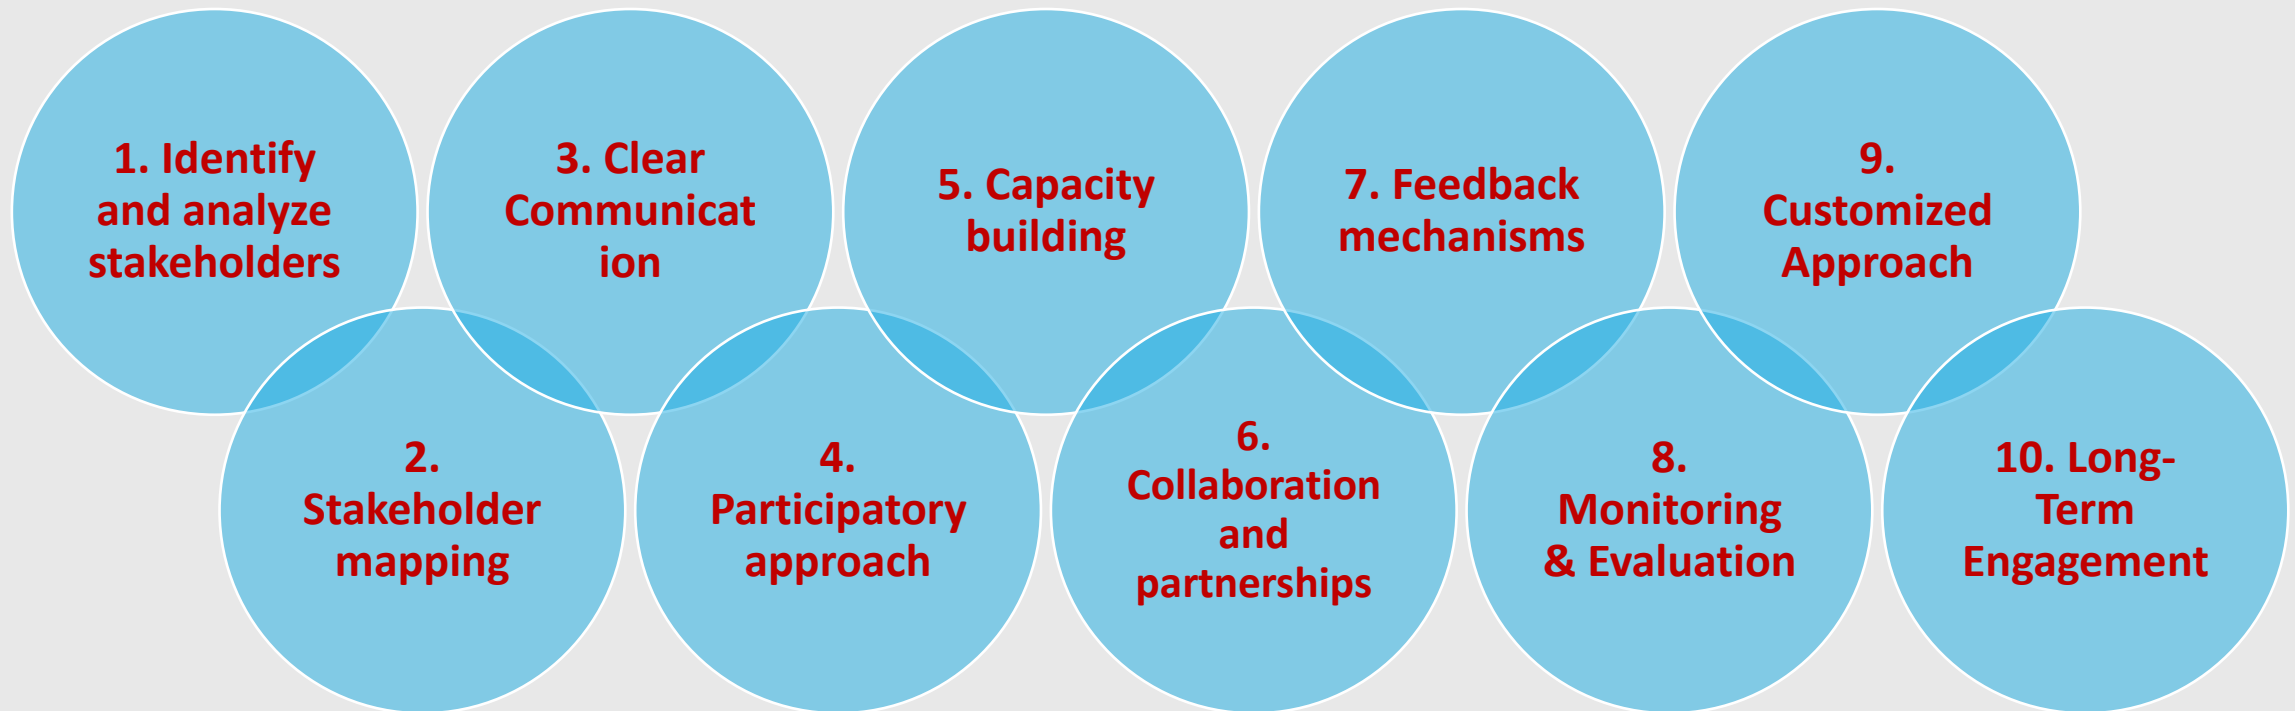 1. Identify
and analyze
stakeholders
2.
Stakeholder
mapping
3. Clear
Communicat
ion
4.
Participatory
approach
5. Capacity
building
6.
Collaboration
and
partnerships
7. Feedback
mechanisms
8.
Monitoring
& Evaluation
9.
Customized
Approach
10. Long-
Term
Engagement